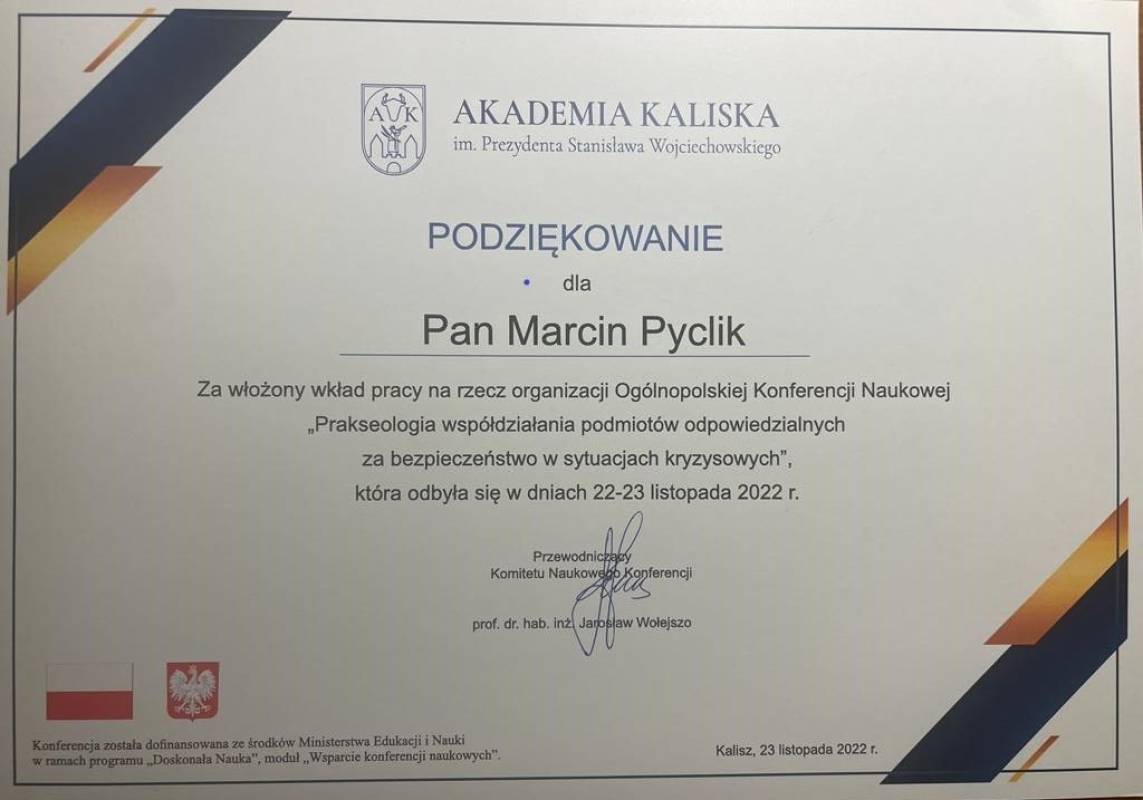 A K
AKADEMIA KALISKA
im. Prezydenta Stanisława Wojciechowskiego
PODZIĘKOWANIE
dla
Pan Marcin Pyclik
Za włożony wkład pracy na rzecz organizacji Ogólnopolskiej Konferencji Naukowej
„Prakseologia współdziałania podmiotów odpowiedzialnych
za bezpieczeństwo w sytuacjach kryzysowych”,
która odbyła się w dniach 22-23 listopada 2022 r.
Przewodniczący
Komitetu Naukowego Konferencji
prof. dr. hab. inż. Jarosław Wołejszo
Konferencja została dofinansowana ze środków Ministerstwa Edukacji i Nauki
w ramach programu „Doskonała Nauka”, moduł „Wsparcie konferencji naukowych”.
Kalisz, 23 listopada 2022 r.